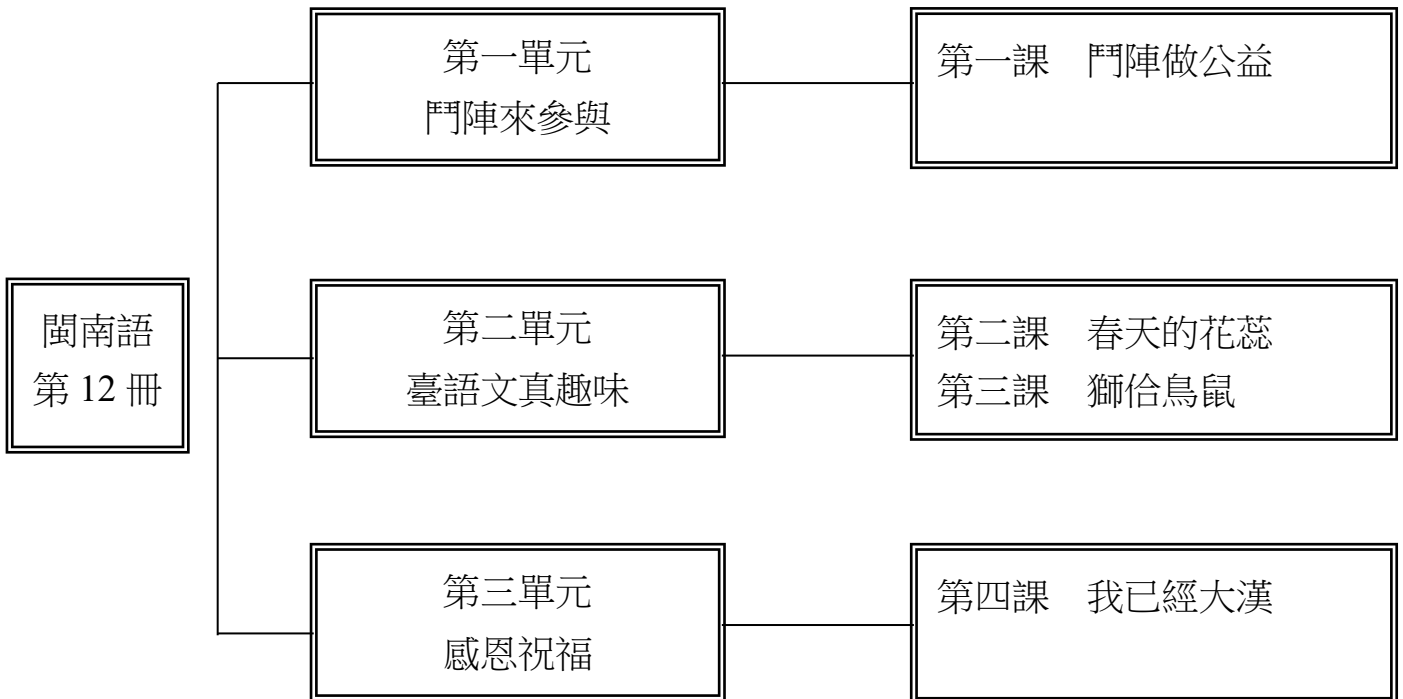 閩南語
第 12 冊
第一單元
鬥陣來參與
第一課　鬥陣做公益
第二單元
臺語文真趣味
第二課　春天的花蕊
第三課　獅佮鳥鼠
第三單元
感恩祝福
第四課　我已經大漢